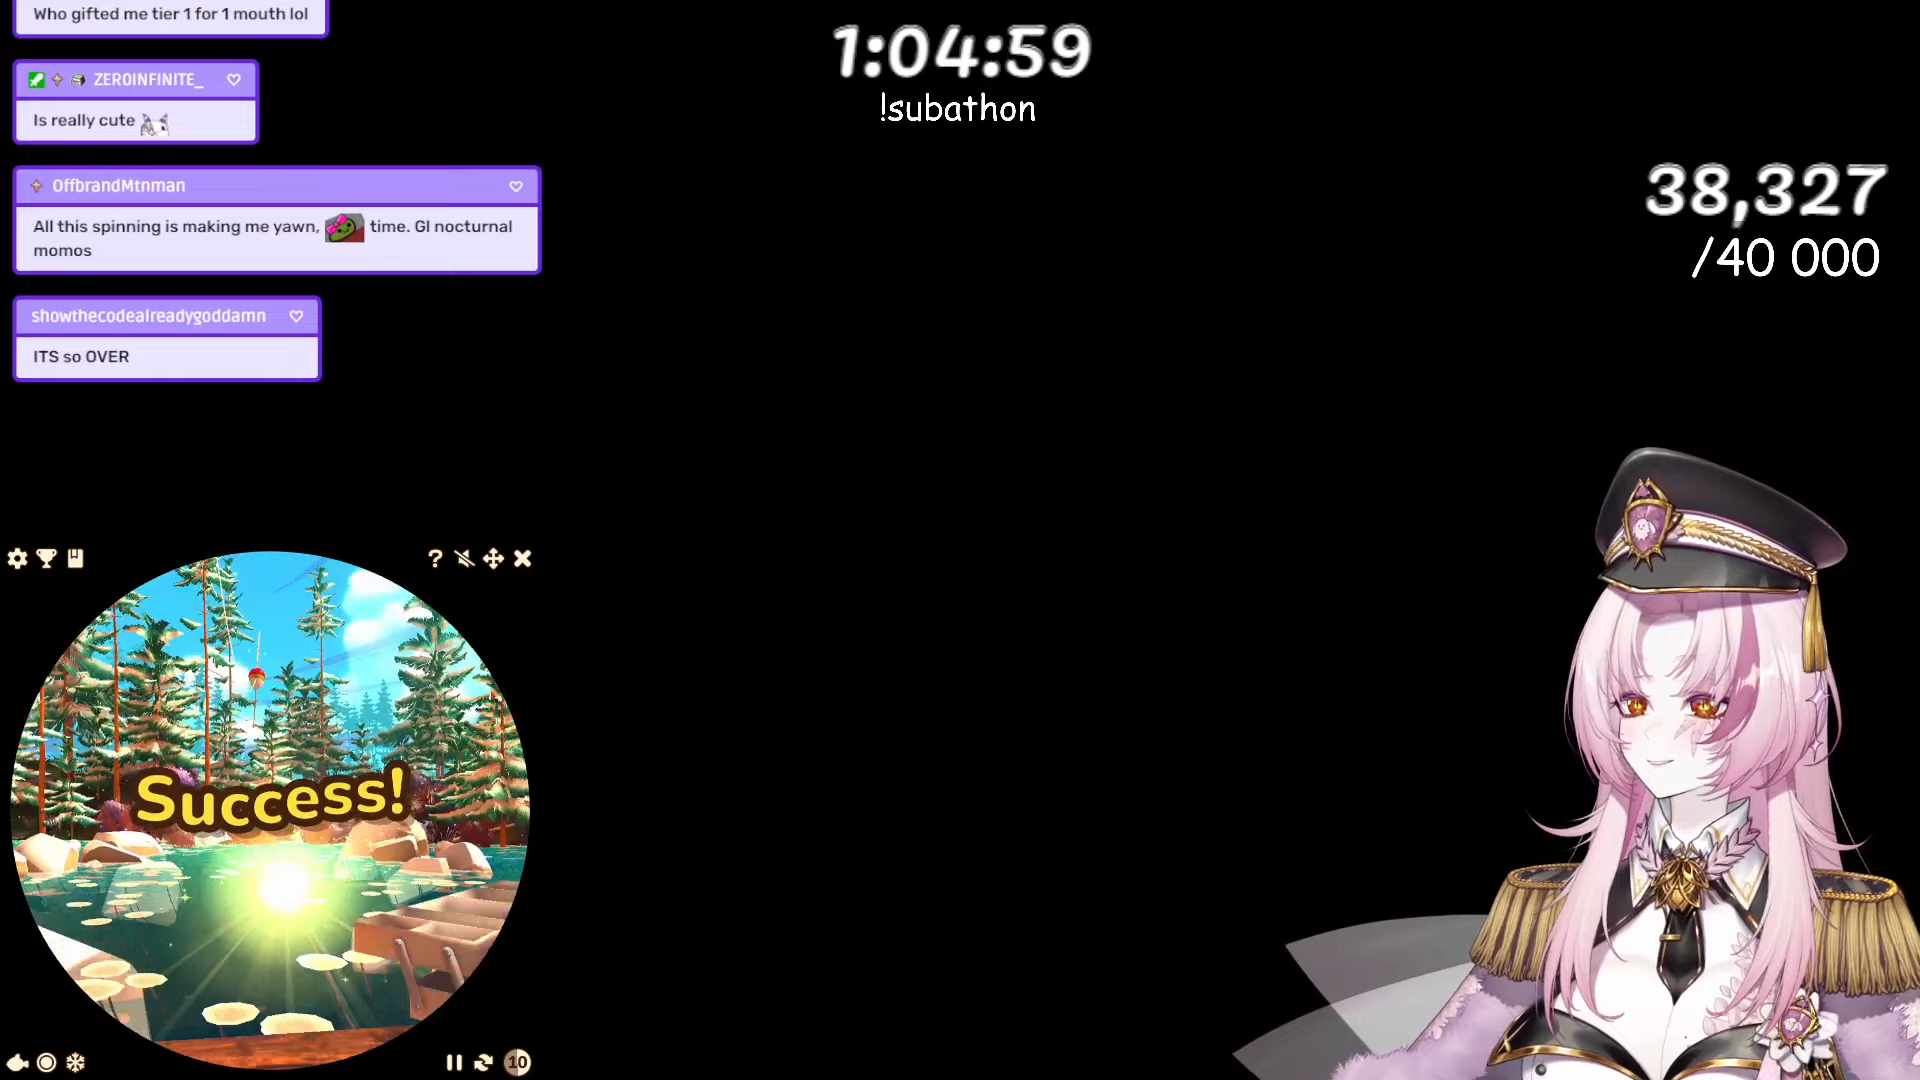 Who gifted me tier 1 for 1 mouth lol
ZEROINFINITE_
Is really cute
OffbrandMtnman
All this spinning is making me yawn, time. GI nocturnal
momos
showthecodealreadygoddamn
ITS so OVER
1:04:59
!subathon
38,327
/40 000
?
Success!
10